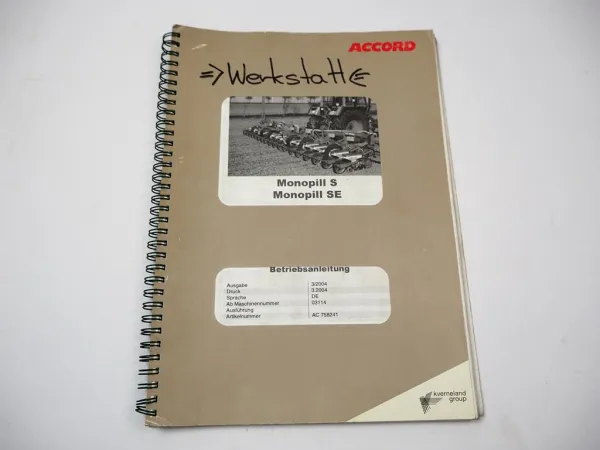 ACCORD
=> Werkstatt <=
Monopill S
Monopill SE
Betriebsanleitung
Ausgabe 3/2004
Druck 3.2004
Sprache DE
Ab Maschinennummer 03114
Ausführung
Artikelnummer AC 758241
kverneland
group